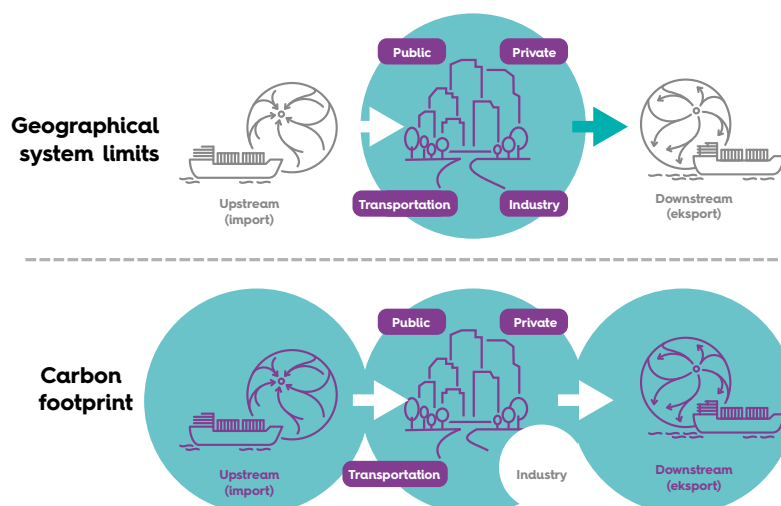 Public
Private
Geographical
system limits
Upstream
(import)
Transportation
Industry
Downstream
(eksport)
Public
Private
Carbon
footprint
Upstream
(import)
Transportation
Industry
Downstream
(eksport)